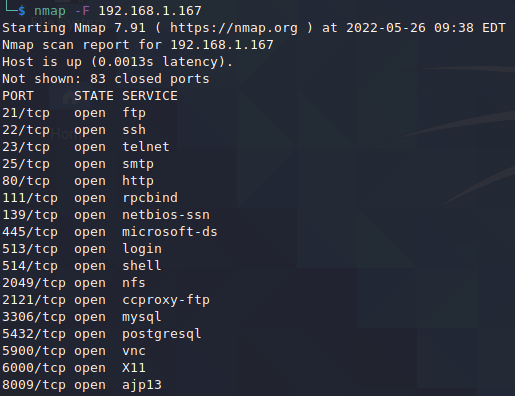 └─$ nmap -F 192.168.1.167
Starting Nmap 7.91 ( https://nmap.org ) at 2022-05-26 09:38 EDT
Nmap scan report for 192.168.1.167
Host is up (0.0013s latency).
Not shown: 83 closed ports
PORT     STATE SERVICE
21/tcp   open  ftp
22/tcp   open  ssh
23/tcp   open  telnet
25/tcp   open  smtp
80/tcp   open  http
111/tcp  open  rpcbind
139/tcp  open  netbios-ssn
445/tcp  open  microsoft-ds
513/tcp  open  login
514/tcp  open  shell
2049/tcp open  nfs
2121/tcp open  ccproxy-ftp
3306/tcp open  mysql
5432/tcp open  postgresql
5900/tcp open  vnc
6000/tcp open  X11
8009/tcp open  ajp13